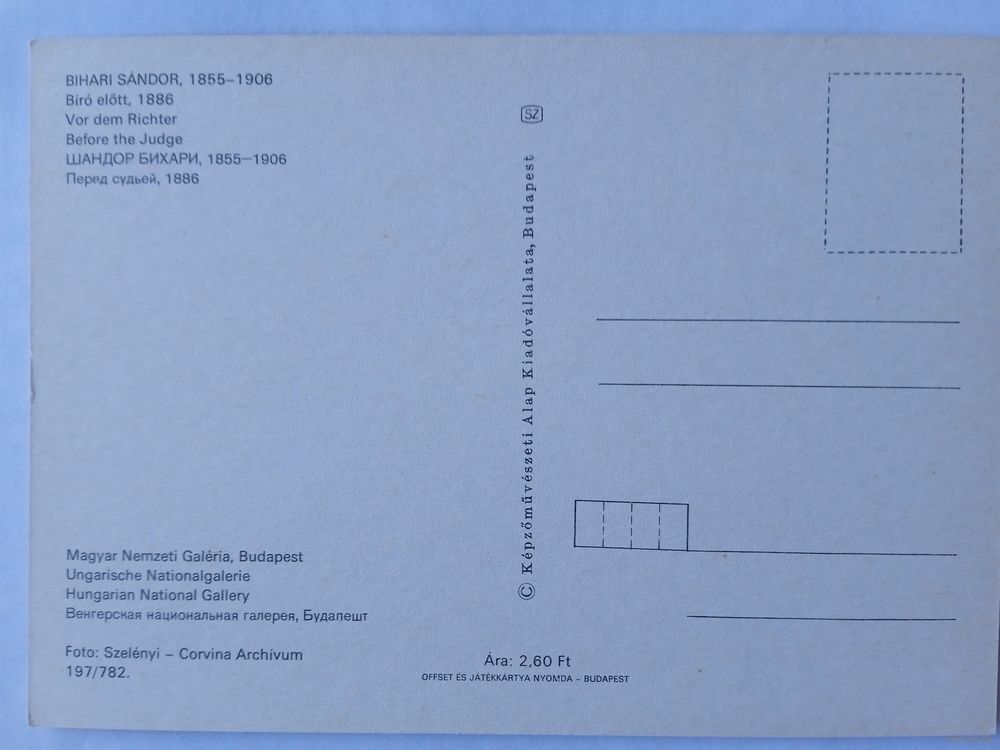 BIHARI SÁNDOR, 1855–1906
Biró előtt, 1886
Vor dem Richter
Before the Judge
ШАНДОР БИХАРИ, 1855–1906
Перед судьей, 1886
Magyar Nemzeti Galéria, Budapest
Ungarische Nationalgalerie
Hungarian National Gallery
Венгерская национальная галерея, Будапешт
Foto: Szelényi – Corvina Archívum
197/782.
SZ
© Képzőművészeti Alap Kiadóvállalata, Budapest
Ára: 2,60 Ft
OFFSET ÉS JÁTÉKKÁRTYA NYOMDA – BUDAPEST